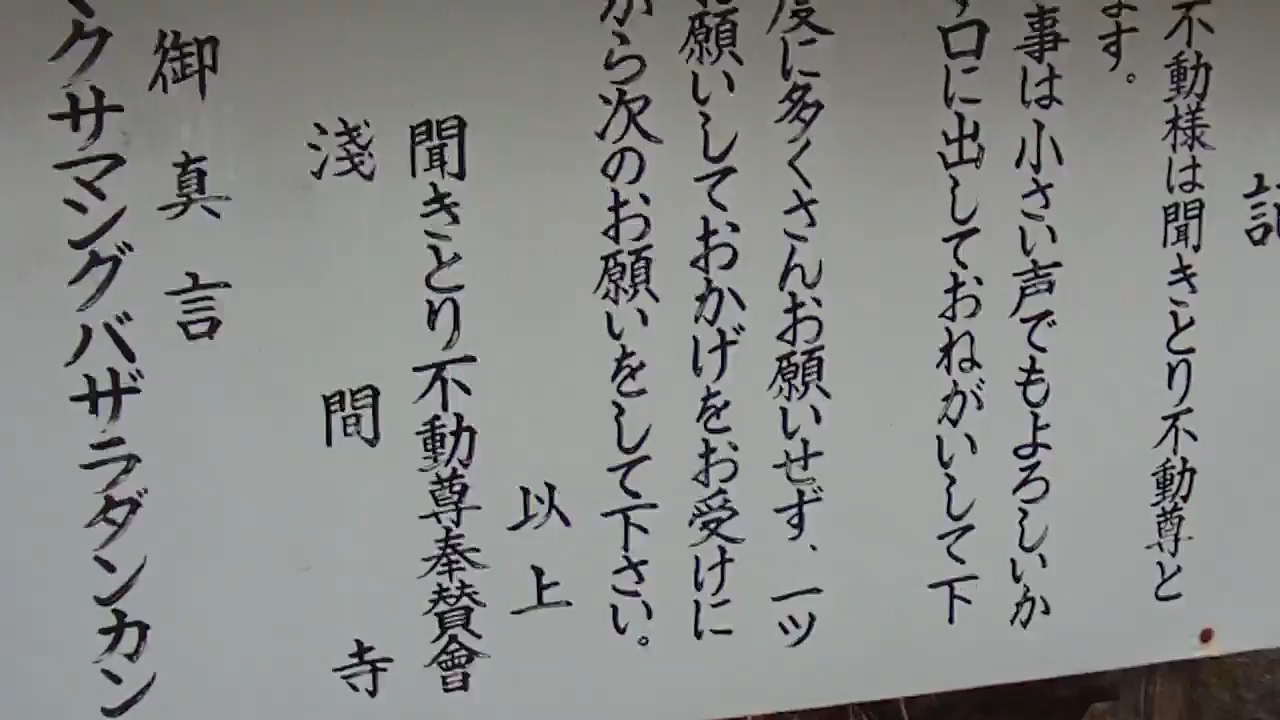 記
不動様は聞きとり不動尊と
ます。
事は小さい声でもよろしいか
ず口に出しておねがいして下
度に多くさんお願いせず、一ツ
お願いしておかげをお受けに
から次のお願いをして下さい。
以上
聞きとり不動尊奉賛會
淺間寺
御真言
クサマングバザラダンカン